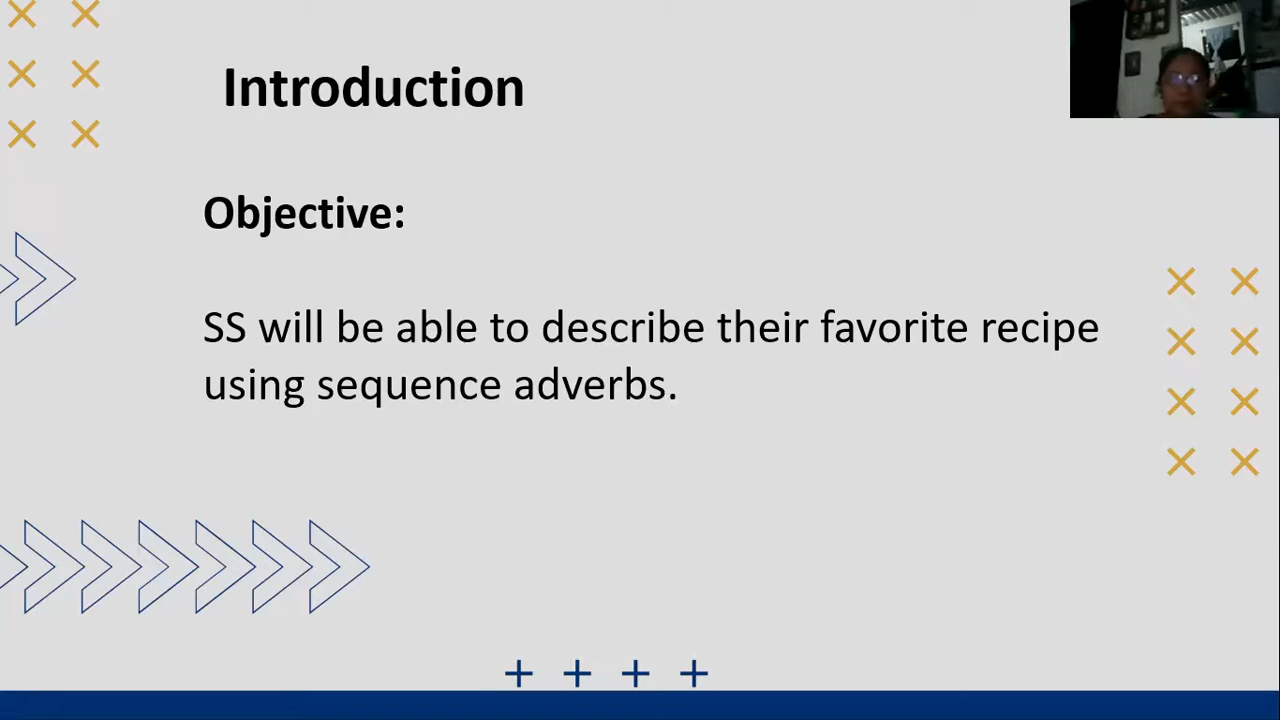 Introduction
Objective:
SS will be able to describe their favorite recipe
using sequence adverbs.